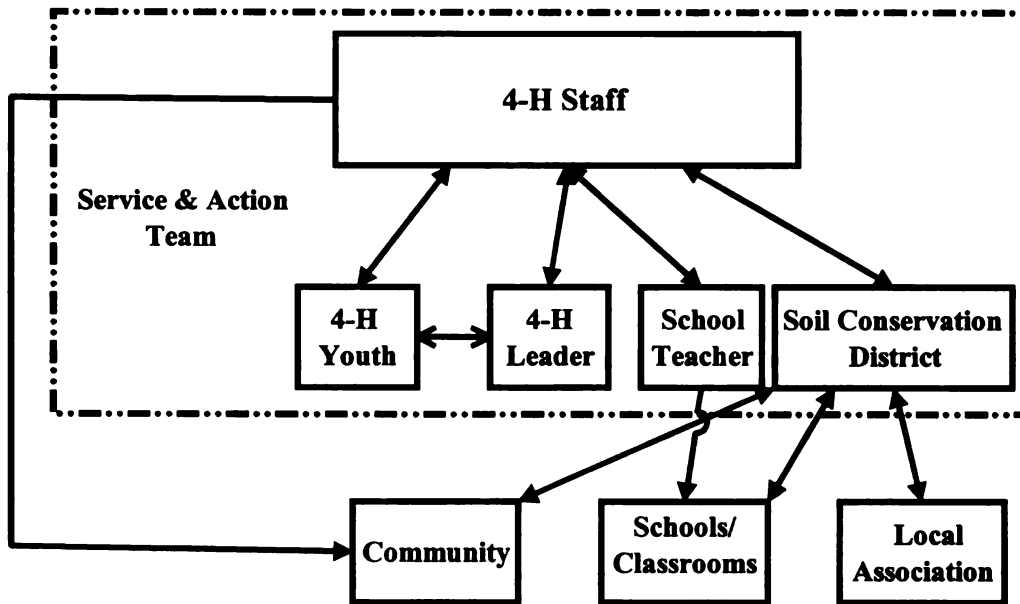 4-H Staff
Service & Action
Team
4-H
Youth
4-H
Leader
School
Teacher
Soil Conservation
District
Community
Schools/
Classrooms
Local
Association